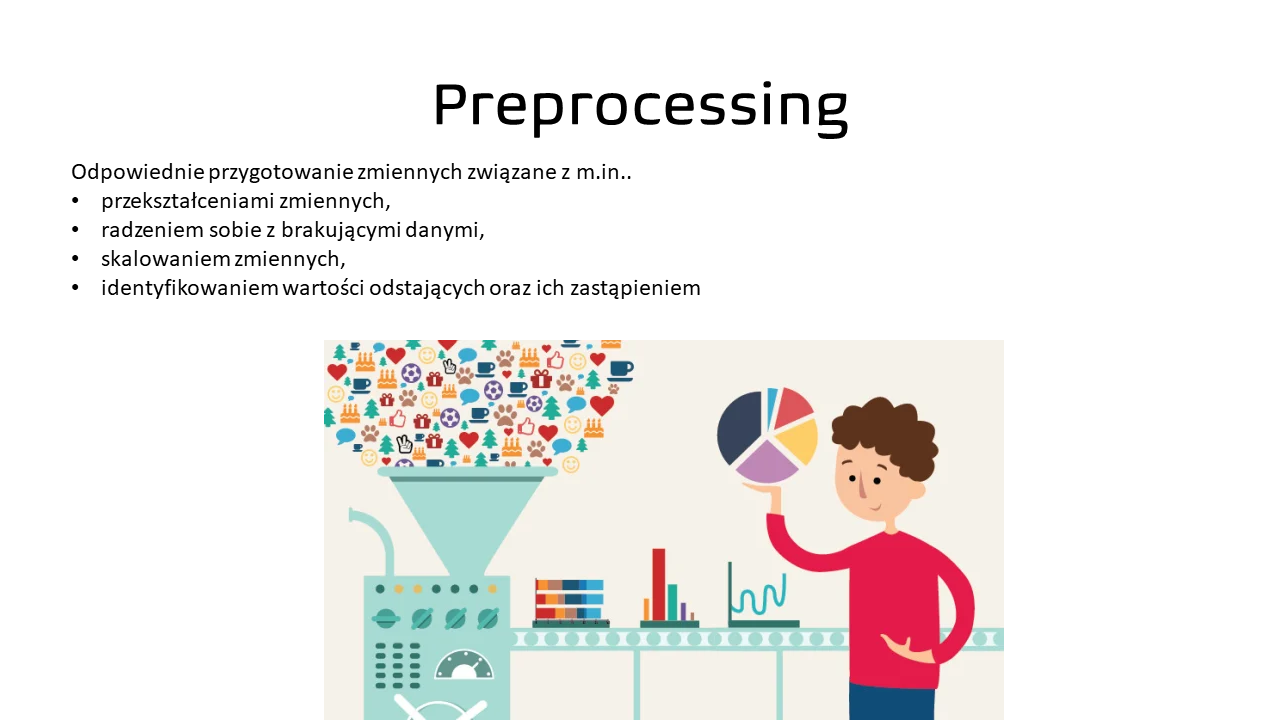 Preprocessing
Odpowiednie przygotowanie zmiennych związane z m.in..
• przekształceniami zmiennych,
• radzeniem sobie z brakującymi danymi,
• skalowaniem zmiennych,
• identyfikowaniem wartości odstających oraz ich zastąpieniem